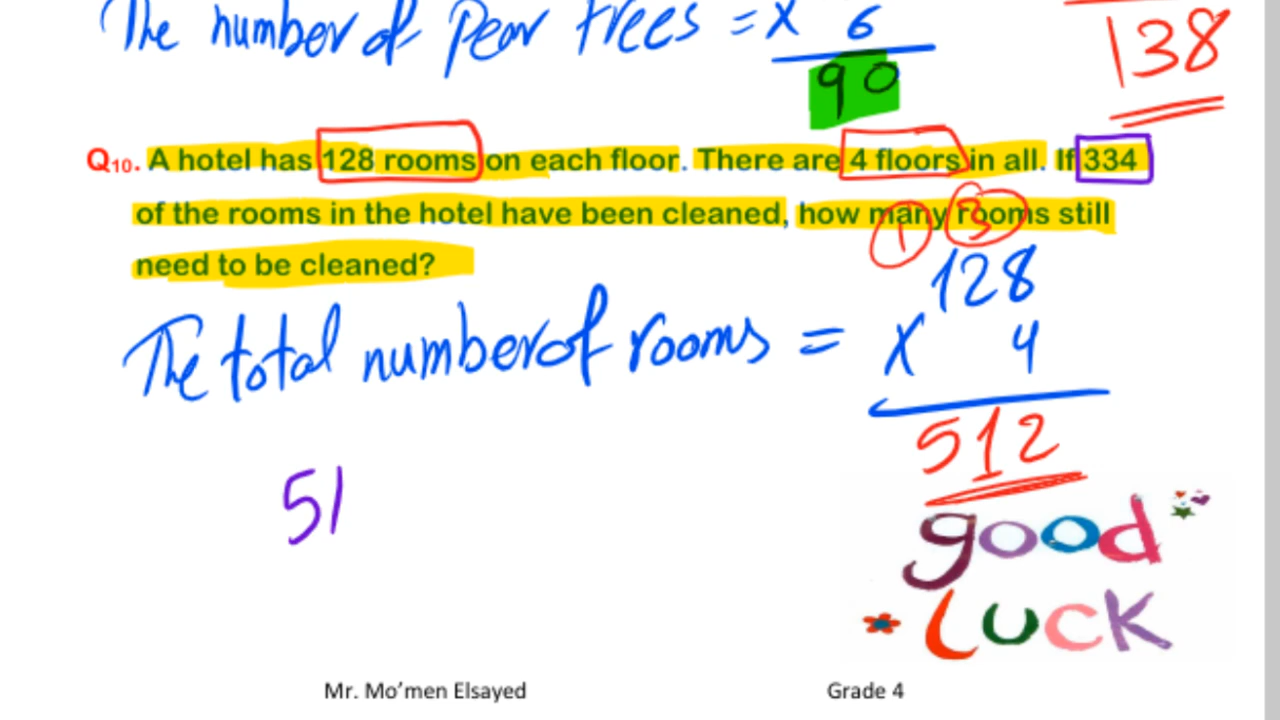 The number of pear trees = x 6
90
138
Q10. A hotel has 128 rooms on each floor. There are 4 floors in all. If 334
of the rooms in the hotel have been cleaned, how many rooms still
need to be cleaned?
1 3
128
The total number of rooms = x 4
512
51
good
Luck
Mr. Mo’men Elsayed Grade 4